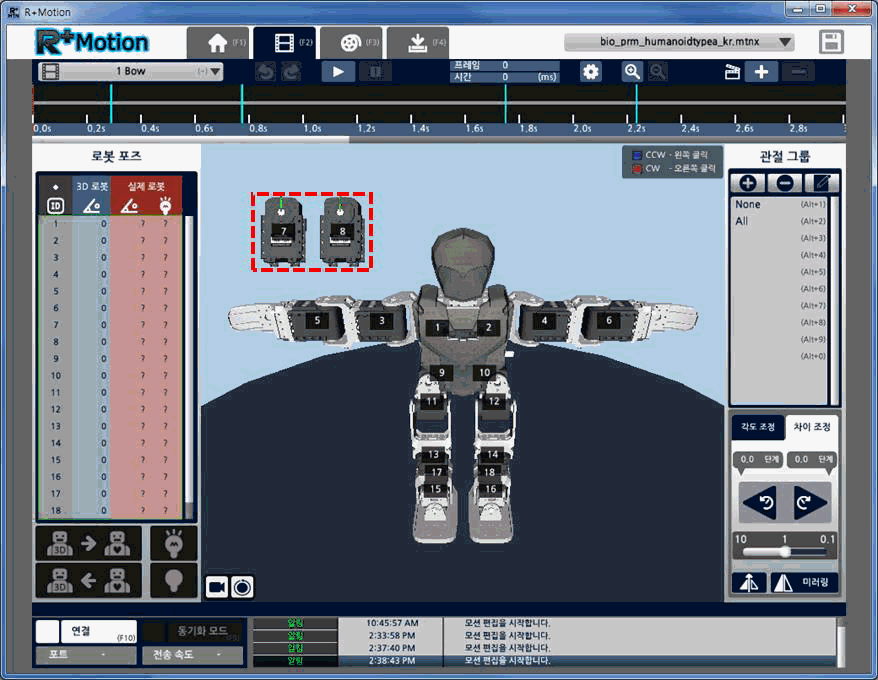 R+Motion
R+Motion
(F1)
(F2)
(F3)
(F4)
bio_prm_humanoidtypea_kr.mtnx
1 Bow
(-)
프레임 0
시간 0 (ms)
0.0s 0.2s 0.4s 0.6s 0.8s 1.0s 1.2s 1.4s 1.6s 1.8s 2.0s 2.2s 2.4s 2.6s 2.8s
로봇 포즈
3D 로봇 실제 로봇
ID
1 0 ? ?
2 0 ? ?
3 0 ? ?
4 0 ? ?
5 0 ? ?
6 0 ? ?
7 0 ? ?
8 0 ? ?
9 0 ? ?
10 0 ? ?
11 0 ? ?
12 0 ? ?
13 0 ? ?
14 0 ? ?
15 0 ? ?
16 0 ? ?
17 0 ? ?
18 0 ? ?
3D
3D
CCW - 왼쪽 클릭
CW - 오른쪽 클릭
7 8
5 3 1 2 4 6
9 10
11 12
13 14
17 18
15 16
관절 그룹
None (Alt+1)
All (Alt+2)
(Alt+3)
(Alt+4)
(Alt+5)
(Alt+6)
(Alt+7)
(Alt+8)
(Alt+9)
(Alt+0)
각도 조정 차이 조정
0.0 단계 0.0 단계
10 1 0.1
미러링
연결 (F10)
동기화 모드
포트 -
전송 속도 -
알림 10:45:57 AM 모션 편집을 시작합니다.
알림 2:33:58 PM 모션 편집을 시작합니다.
알림 2:37:40 PM 모션 편집을 시작합니다.
알림 2:38:43 PM 모션 편집을 시작합니다.